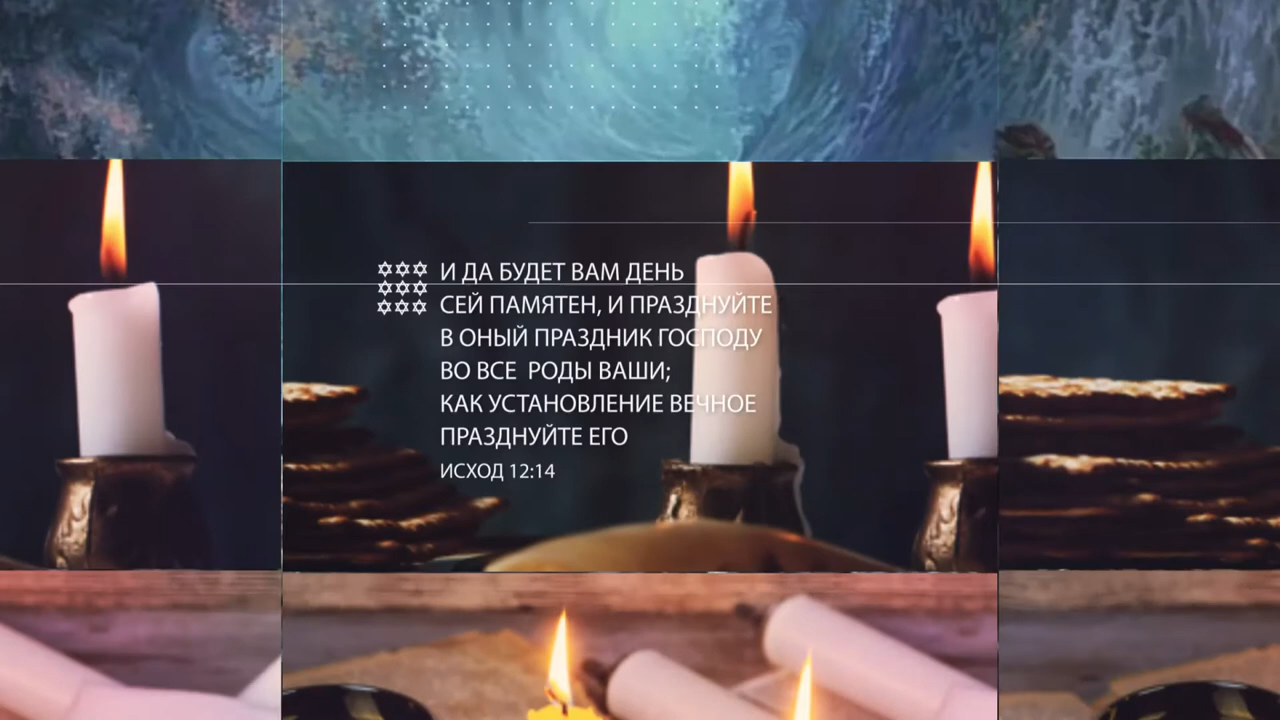 И ДА БУДЕТ ВАМ ДЕНЬ
СЕЙ ПАМЯТЕН, И ПРАЗДНУЙТЕ
В ОНЫЙ ПРАЗДНИК ГОСПОДУ
ВО ВСЕ РОДЫ ВАШИ;
КАК УСТАНОВЛЕНИЕ ВЕЧНОЕ
ПРАЗДНУЙТЕ ЕГО
ИСХОД 12:14